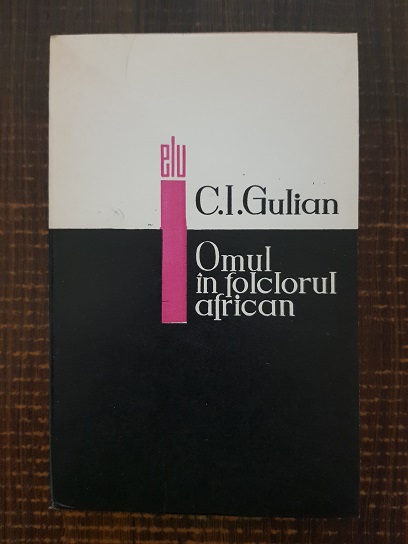 elu
C.I.Gulian
Omul
în folclorul
african